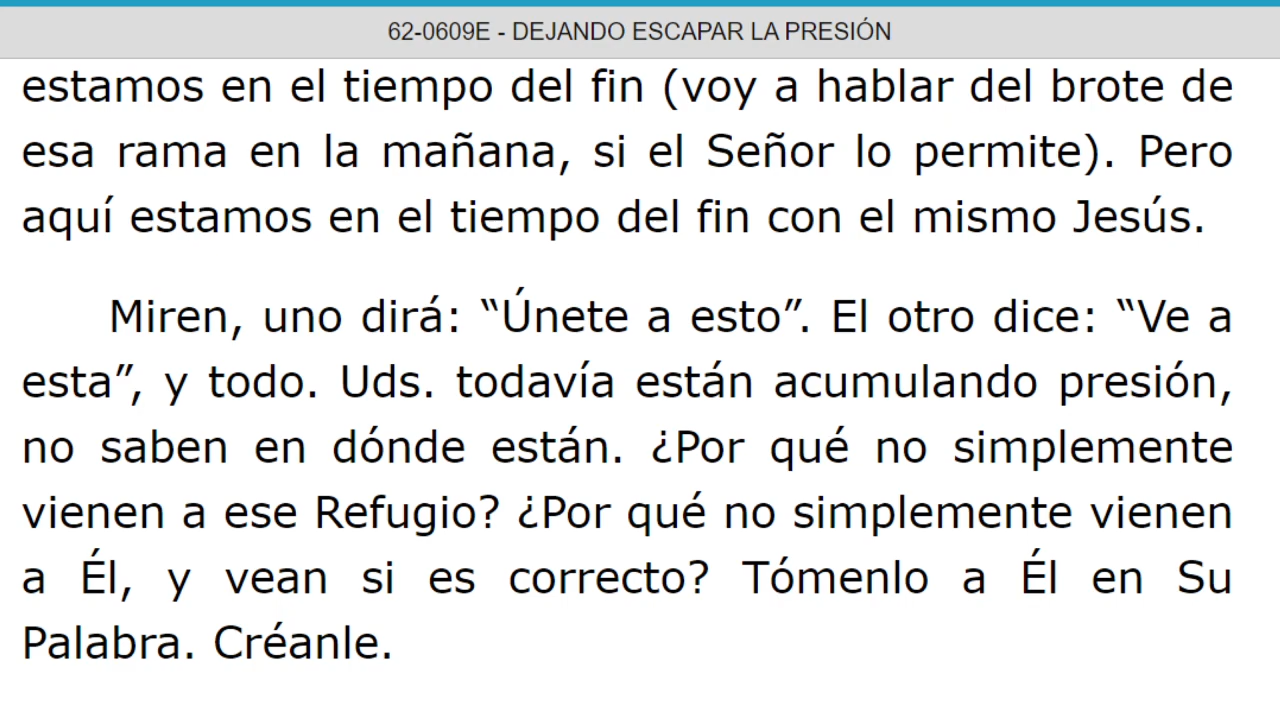 62-0609E - DEJANDO ESCAPAR LA PRESIÓN
estamos en el tiempo del fin (voy a hablar del brote de
esa rama en la mañana, si el Señor lo permite). Pero
aquí estamos en el tiempo del fin con el mismo Jesús.
Miren, uno dirá: “Únete a esto”. El otro dice: “Ve a
esta”, y todo. Uds. todavía están acumulando presión,
no saben en dónde están. ¿Por qué no simplemente
vienen a ese Refugio? ¿Por qué no simplemente vienen
a Él, y vean si es correcto? Tómenlo a Él en Su
Palabra. Créanle.